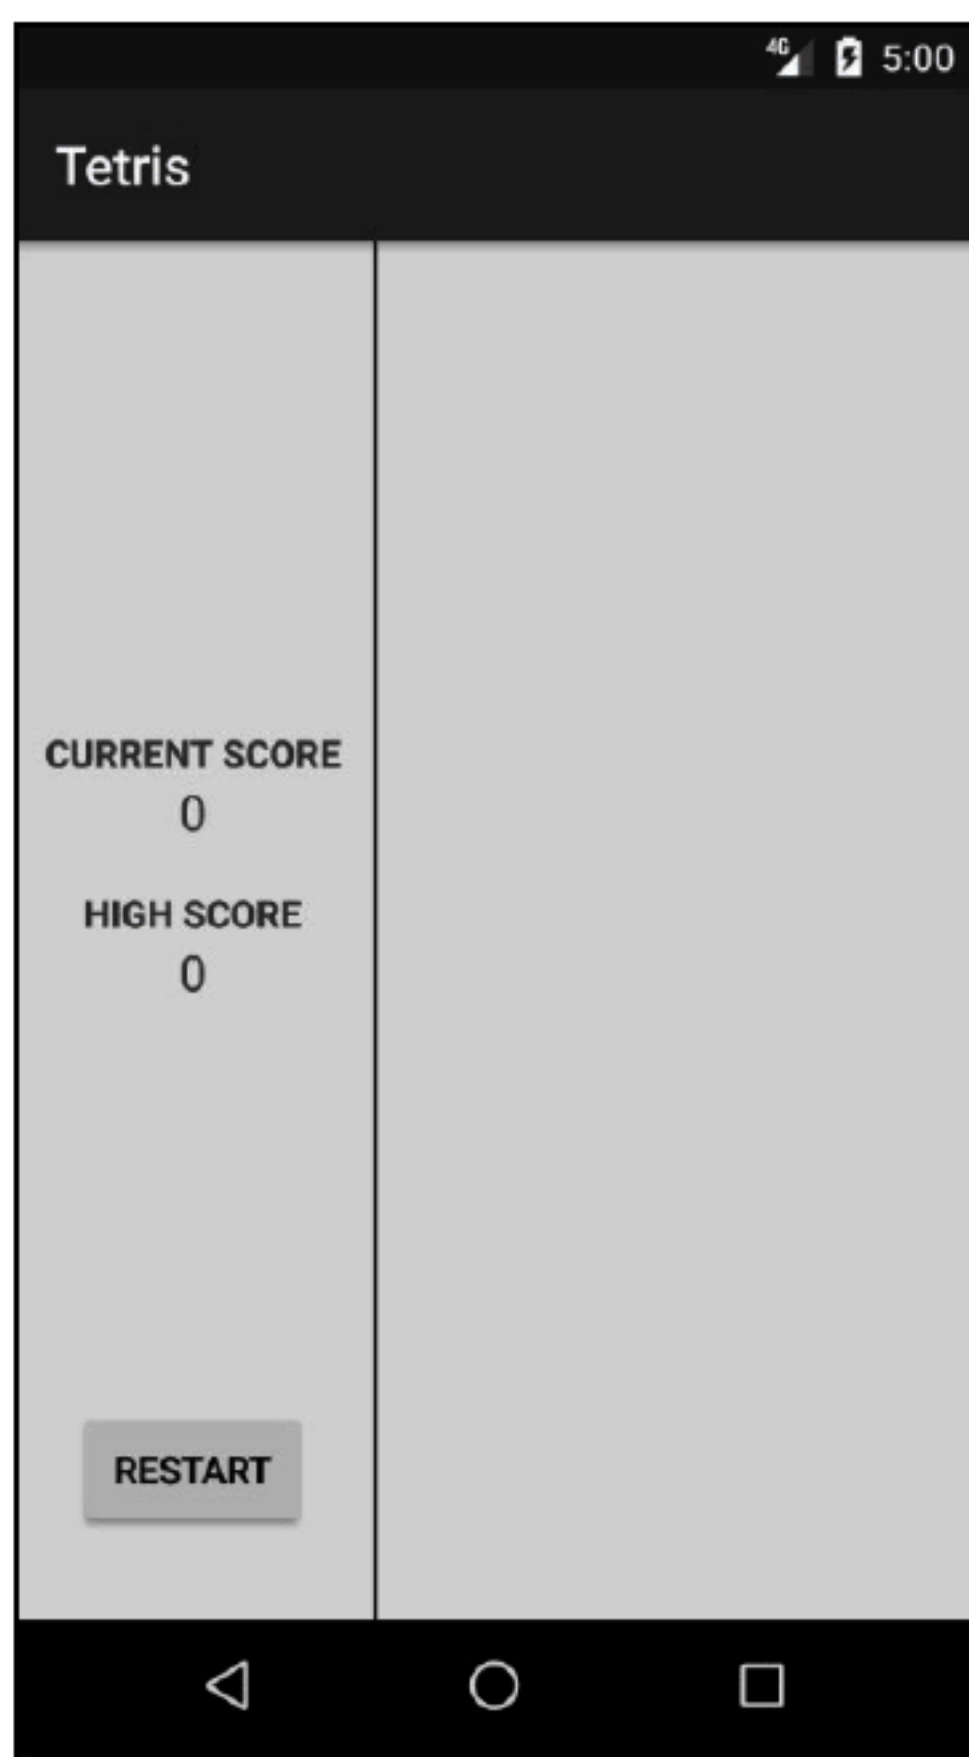 4G 5:00
Tetris
CURRENT SCORE
0
HIGH SCORE
0
RESTART